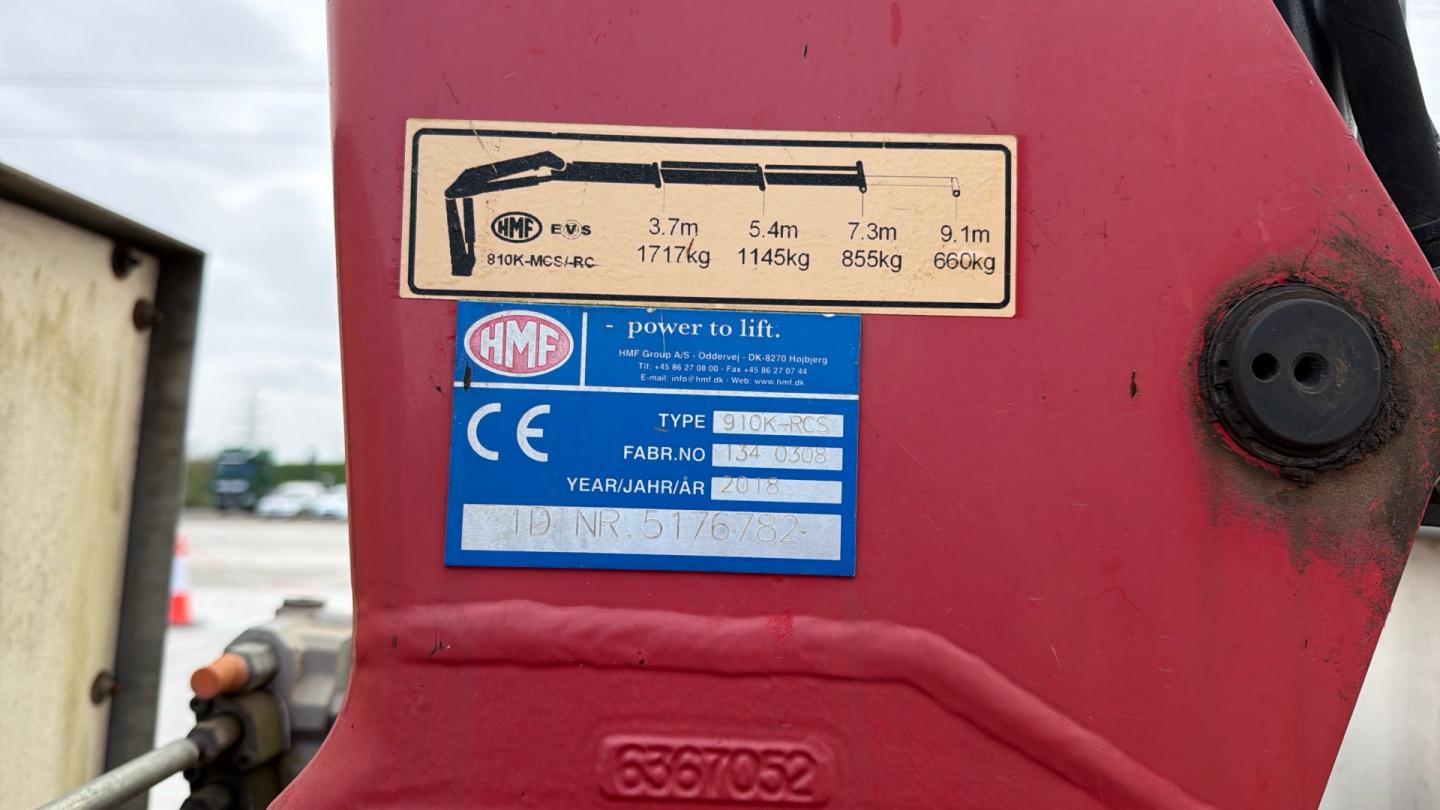 HMF EVS
810K-MCS/-RC
3.7m 5.4m 7.3m 9.1m
1717kg 1145kg 855kg 660kg
HMF - power to lift.
HMF Group A/S - Oddervej - DK-8270 Højbjerg
Tlf: +45 86 27 08 00 - Fax +45 86 27 07 44
E-mail: info@hmf.dk - Web: www.hmf.dk
CE
TYPE 910K-RCS
FABR.NO 134 0308
YEAR/JAHR/ÅR 2018
ID NR. 5176782
6367052